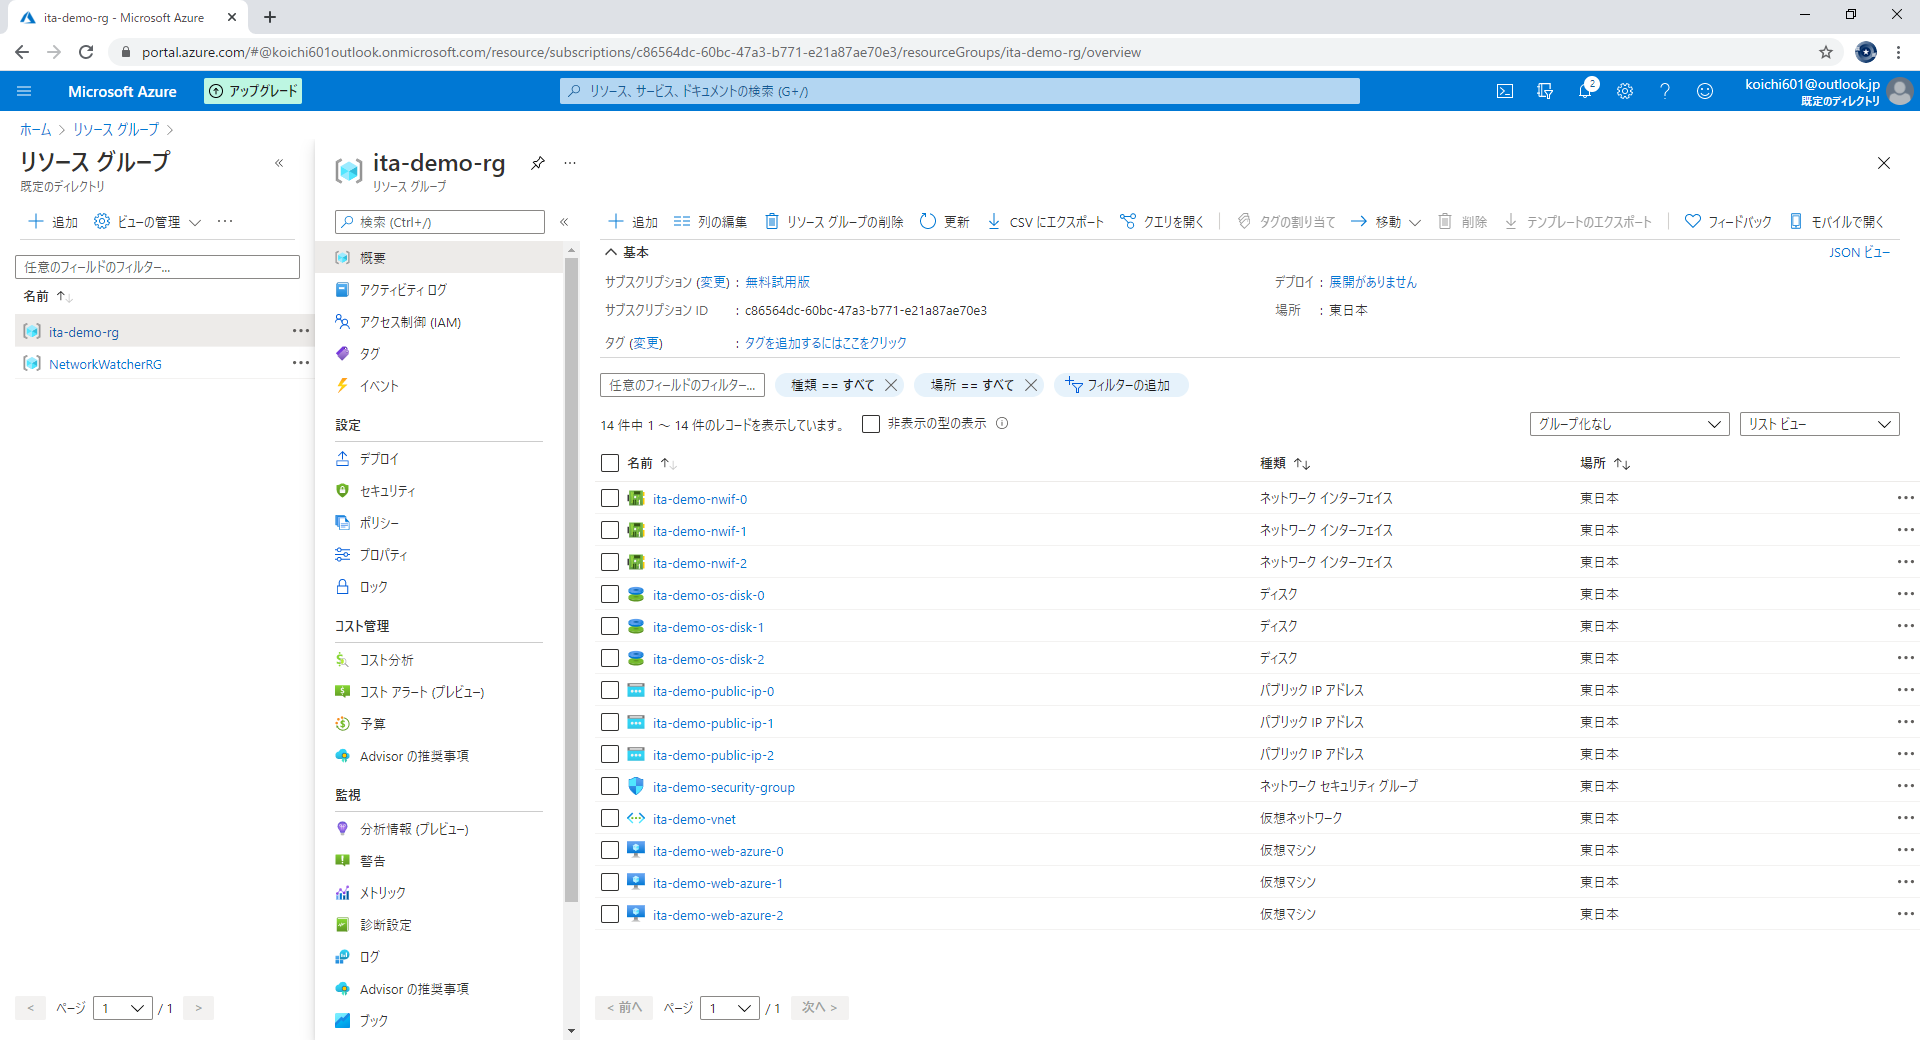 ita-demo-rg - Microsoft Azure
portal.azure.com/#@koichi601outlook.onmicrosoft.com/resource/subscriptions/c86564dc-60bc-47a3-b771-e21a87ae70e3/resourceGroups/ita-demo-rg/overview
Microsoft Azure
アップグレード
リソース、サービス、ドキュメントの検索 (G+/)
2
koichi601@outlook.jp
既定のディレクトリ
ホーム > リソース グループ >
リソース グループ
既定のディレクトリ
追加
ビューの管理
任意のフィールドのフィルター...
名前
ita-demo-rg
NetworkWatcherRG
< ページ 1 / 1 >
ita-demo-rg
リソース グループ
検索 (Ctrl+/)
概要
アクティビティ ログ
アクセス制御 (IAM)
タグ
イベント
設定
デプロイ
セキュリティ
ポリシー
プロパティ
ロック
コスト管理
コスト分析
コスト アラート (プレビュー)
予算
Advisor の推奨事項
監視
分析情報 (プレビュー)
警告
メトリック
診断設定
ログ
Advisor の推奨事項
ブック
追加 列の編集 リソース グループの削除 更新 CSV にエクスポート クエリを開く タグの割り当て 移動 削除 テンプレートのエクスポート フィードバック モバイルで開く
基本
JSON ビュー
サブスクリプション (変更) : 無料試用版
デプロイ : 展開がありません
サブスクリプション ID : c86564dc-60bc-47a3-b771-e21a87ae70e3
場所 : 東日本
タグ (変更) : タグを追加するにはここをクリック
任意のフィールドのフィルター... 種類 == すべて 場所 == すべて フィルターの追加
14 件中 1 ～ 14 件のレコードを表示しています。 非表示の型の表示
グループ化なし リスト ビュー
名前 種類 場所
ita-demo-nwif-0 ネットワーク インターフェイス 東日本
ita-demo-nwif-1 ネットワーク インターフェイス 東日本
ita-demo-nwif-2 ネットワーク インターフェイス 東日本
ita-demo-os-disk-0 ディスク 東日本
ita-demo-os-disk-1 ディスク 東日本
ita-demo-os-disk-2 ディスク 東日本
ita-demo-public-ip-0 パブリック IP アドレス 東日本
ita-demo-public-ip-1 パブリック IP アドレス 東日本
ita-demo-public-ip-2 パブリック IP アドレス 東日本
ita-demo-security-group ネットワーク セキュリティ グループ 東日本
ita-demo-vnet 仮想ネットワーク 東日本
ita-demo-web-azure-0 仮想マシン 東日本
ita-demo-web-azure-1 仮想マシン 東日本
ita-demo-web-azure-2 仮想マシン 東日本
< 前へ ページ 1 / 1 次へ >